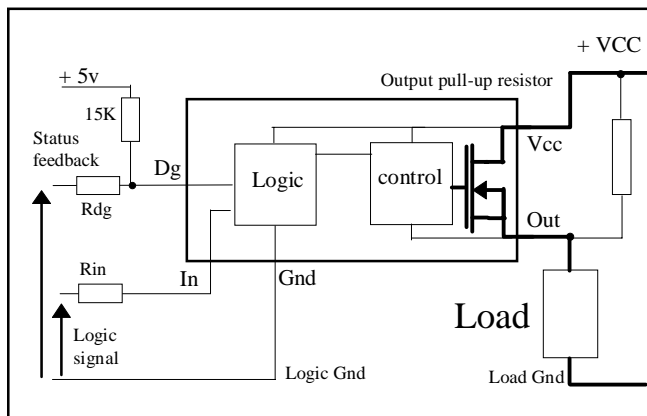 + VCC
+ 5v
Output pull-up resistor
15K
Status
feedback
Dg
Vcc
Logic
control
Rdg
Out
Rin
In
Gnd
Load
Logic
signal
Logic Gnd
Load Gnd